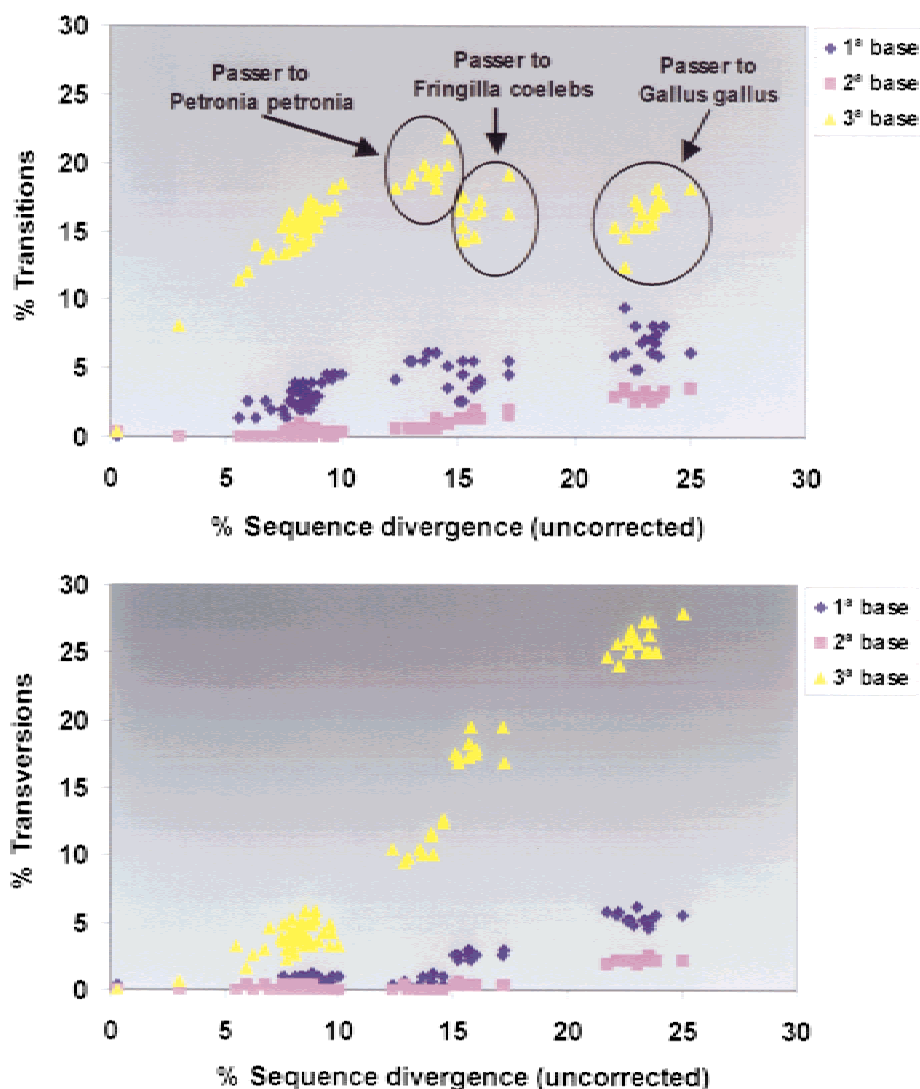 30
25
20
15
10
5
0
% Transitions
Passer to
Petronia petronia
Passer to
Fringilla coelebs
Passer to
Gallus gallus
1ª base
2ª base
3ª base
0 5 10 15 20 25 30
% Sequence divergence (uncorrected)
30
25
20
15
10
5
0
% Transversions
1ª base
2ª base
3ª base
0 5 10 15 20 25 30
% Sequence divergence (uncorrected)